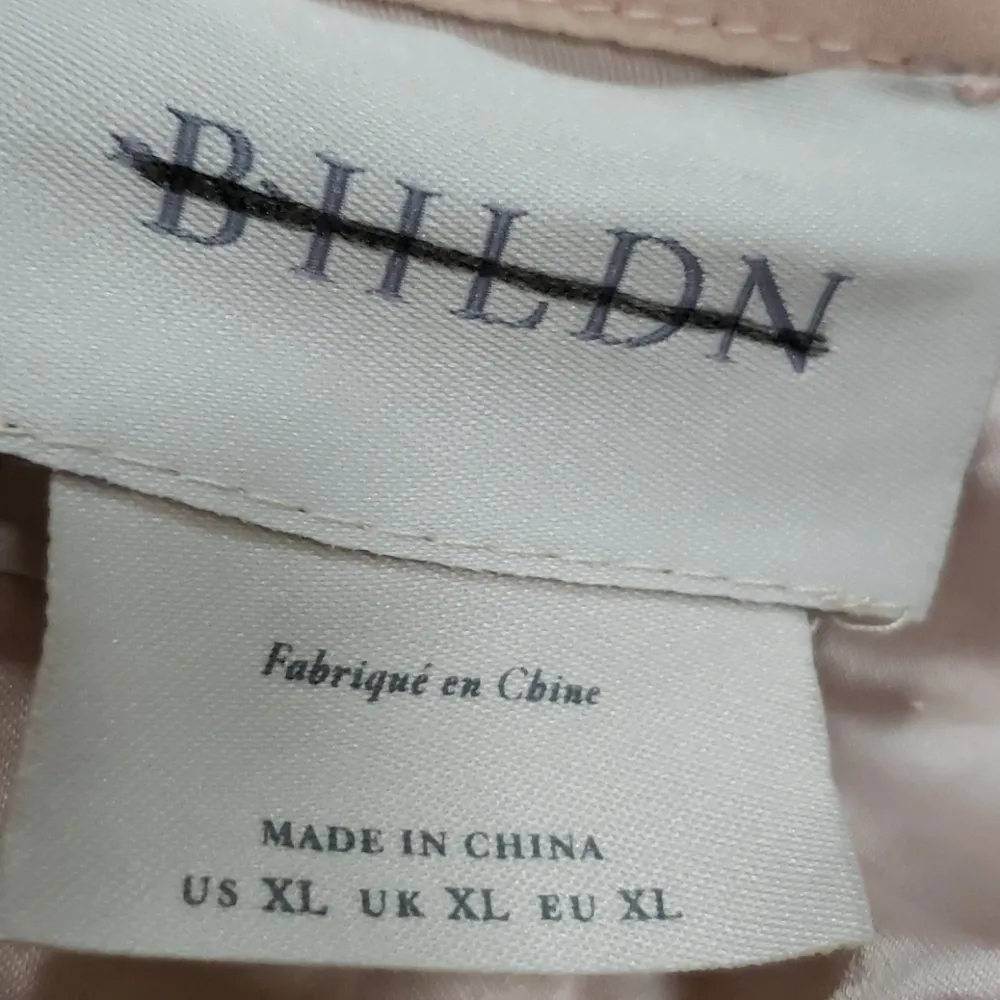 BHLDN
Fabriqué en Chine
MADE IN CHINA
US XL UK XL EU XL